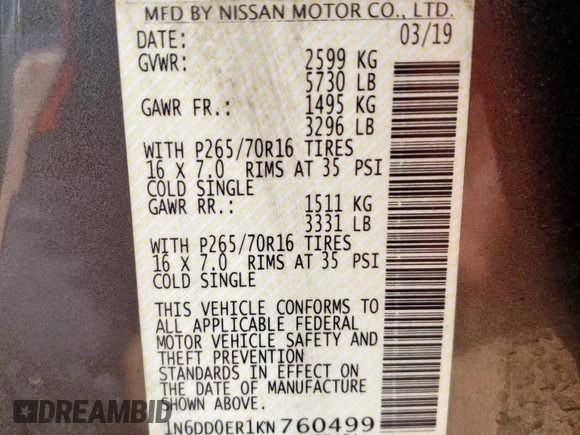 MFD BY NISSAN MOTOR CO., LTD.
DATE: 03/19
GVWR: 2599 KG
5730 LB
GAWR FR.: 1495 KG
3296 LB
WITH P265/70R16 TIRES
16 X 7.0 RIMS AT 35 PSI
COLD SINGLE
GAWR RR.: 1511 KG
3331 LB
WITH P265/70R16 TIRES
16 X 7.0 RIMS AT 35 PSI
COLD SINGLE
THIS VEHICLE CONFORMS TO
ALL APPLICABLE FEDERAL
MOTOR VEHICLE SAFETY AND
THEFT PREVENTION
STANDARDS IN EFFECT ON
THE DATE OF MANUFACTURE
SHOWN ABOVE.
1N6DD0ER1KN760499
DREAMBID